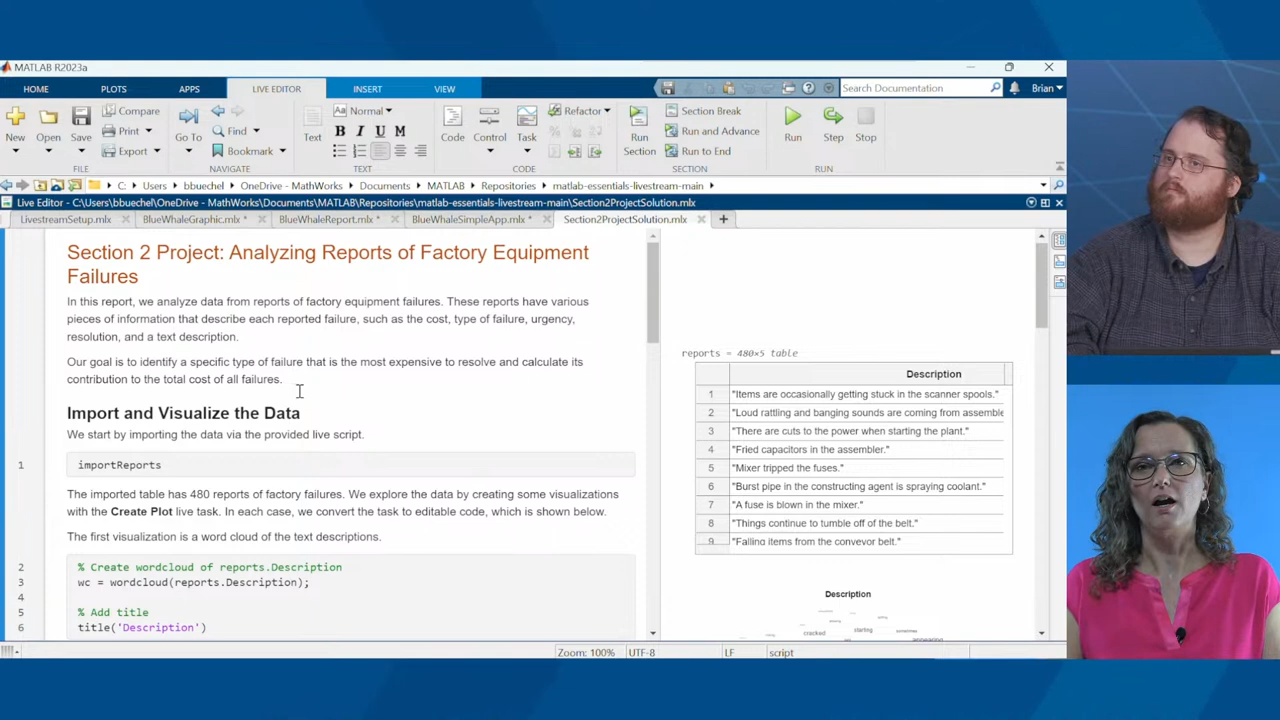 MATLAB R2023a
HOME PLOTS APPS LIVE EDITOR INSERT VIEW Search Documentation Brian
New Open Save Compare Print Export
Go To Find Bookmark
Text Normal B I U M
Code Control Task Refactor
Run Section Section Break Run and Advance Run to End
Run Step Stop
FILE NAVIGATE TEXT CODE SECTION RUN
C: Users bbuechel OneDrive - MathWorks Documents MATLAB Repositories matlab-essentials-livestream-main
Live Editor - C:\Users\bbuechel\OneDrive - MathWorks\Documents\MATLAB\Repositories\matlab-essentials-livestream-main\Section2ProjectSolution.mlx
LivestreamSetup.mlx BlueWhaleGraphic.mlx * BlueWhaleReport.mlx * BlueWhaleSimpleApp.mlx * Section2ProjectSolution.mlx
Section 2 Project: Analyzing Reports of Factory Equipment
Failures
In this report, we analyze data from reports of factory equipment failures. These reports have various
pieces of information that describe each reported failure, such as the cost, type of failure, urgency,
resolution, and a text description.
Our goal is to identify a specific type of failure that is the most expensive to resolve and calculate its
contribution to the total cost of all failures.
Import and Visualize the Data
We start by importing the data via the provided live script.
1 importReports
The imported table has 480 reports of factory failures. We explore the data by creating some visualizations
with the Create Plot live task. In each case, we convert the task to editable code, which is shown below.
The first visualization is a word cloud of the text descriptions.
2 % Create wordcloud of reports.Description
3 wc = wordcloud(reports.Description);
4
5 % Add title
6 title('Description')
reports = 480×5 table
Description
1 "Items are occasionally getting stuck in the scanner spools."
2 "Loud rattling and banging sounds are coming from assemble
3 "There are cuts to the power when starting the plant."
4 "Fried capacitors in the assembler."
5 "Mixer tripped the fuses."
6 "Burst pipe in the constructing agent is spraying coolant."
7 "A fuse is blown in the mixer."
8 "Things continue to tumble off of the belt."
9 "Falling items from the conveyor belt."
Description
cracked starting sometimes
Zoom: 100% UTF-8 LF script